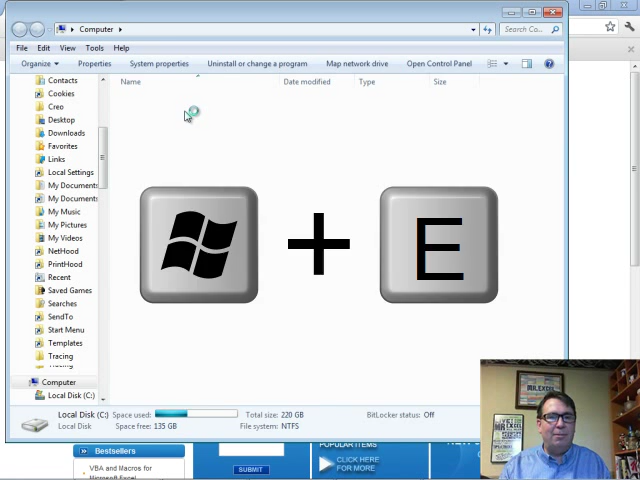 Computer
Search Co...
File Edit View Tools Help
Organize Properties System properties Uninstall or change a program Map network drive Open Control Panel
Name Date modified Type Size
Contacts
Cookies
Creo
Desktop
Downloads
Favorites
Links
Local Settings
My Documents
My Documents
My Music
My Pictures
My Videos
NetHood
PrintHood
Recent
Saved Games
Searches
SendTo
Start Menu
Templates
Tracing
Computer
Local Disk (C:)
+ E
Local Disk (C:) Space used: Total size: 220 GB BitLocker status: Off
Local Disk Space free: 135 GB File system: NTFS
Bestsellers
VBA and Macros for
SUBMIT
POPULAR ITEMS
CLICK HERE
FOR MORE
MREXCEL